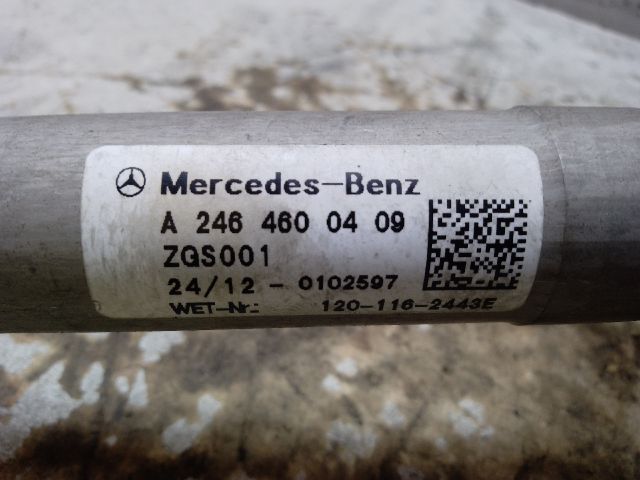 Mercedes-Benz
A 246 460 04 09
ZGS001
24/12 - 0102597
WET-Nr.: 120-116-2443E